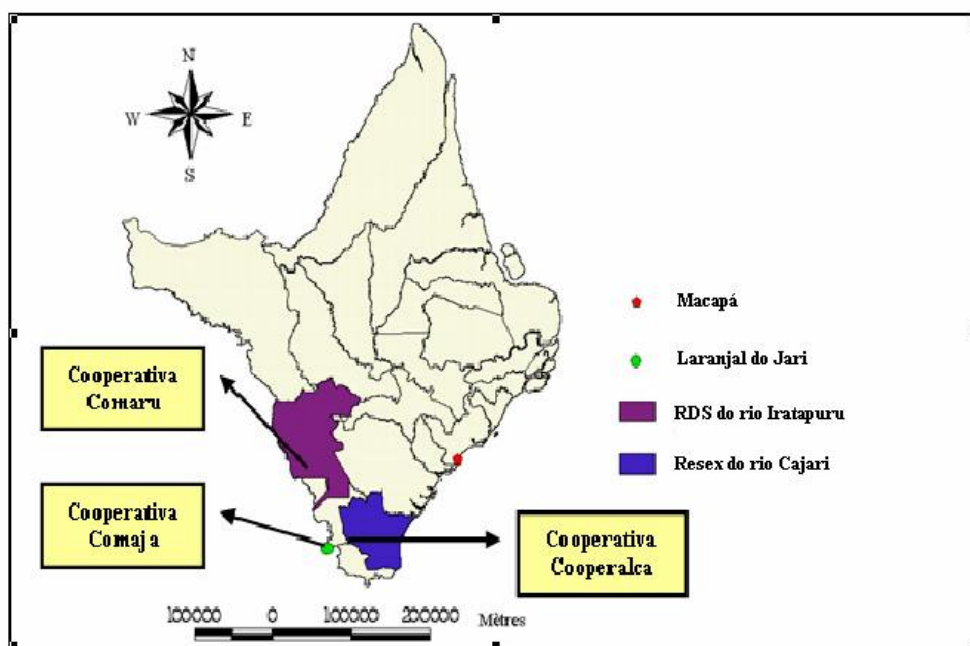 N
W
E
S
Macapá
Laranjal do Jari
Cooperativa
Comaru
RDS do rio Iratapuru
Resex do rio Cajari
Cooperativa
Comaja
Cooperativa
Cooperalca
100000 0 100000 200000 Mètres